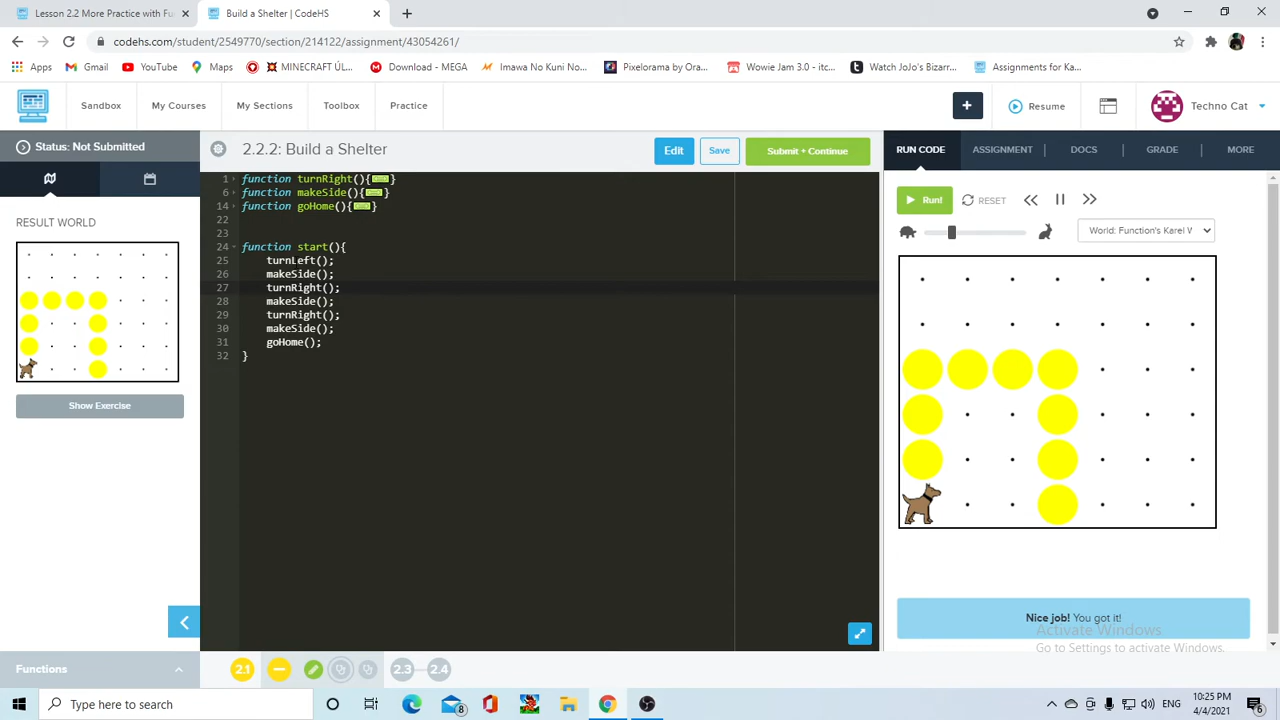 Lesson 2.2 More Practice with Fu
Build a Shelter | CodeHS
codehs.com/student/2549770/section/214122/assignment/43054261/
Apps
Gmail
YouTube
Maps
MINECRAFT ÚL...
Download - MEGA
Imawa No Kuni No...
Pixelorama by Ora...
Wowie Jam 3.0 - itc...
Watch JoJo's Bizarr...
Assignments for Ka...
Sandbox
My Courses
My Sections
Toolbox
Practice
Resume
Techno Cat
Status: Not Submitted
2.2.2: Build a Shelter
Edit
Save
Submit + Continue
RUN CODE
ASSIGNMENT
DOCS
GRADE
MORE
RESULT WORLD
Show Exercise
1 function turnRight(){}
6 function makeSide(){}
14 function goHome(){}
22
23
24 function start(){
25 turnLeft();
26 makeSide();
27 turnRight();
28 makeSide();
29 turnRight();
30 makeSide();
31 goHome();
32 }
Run!
RESET
World: Function's Karel W
Nice job! You got it!
Activate Windows
Go to Settings to activate Windows.
Functions
2.1
2.3
2.4
Type here to search
8
ENG
10:25 PM
4/4/2021
6